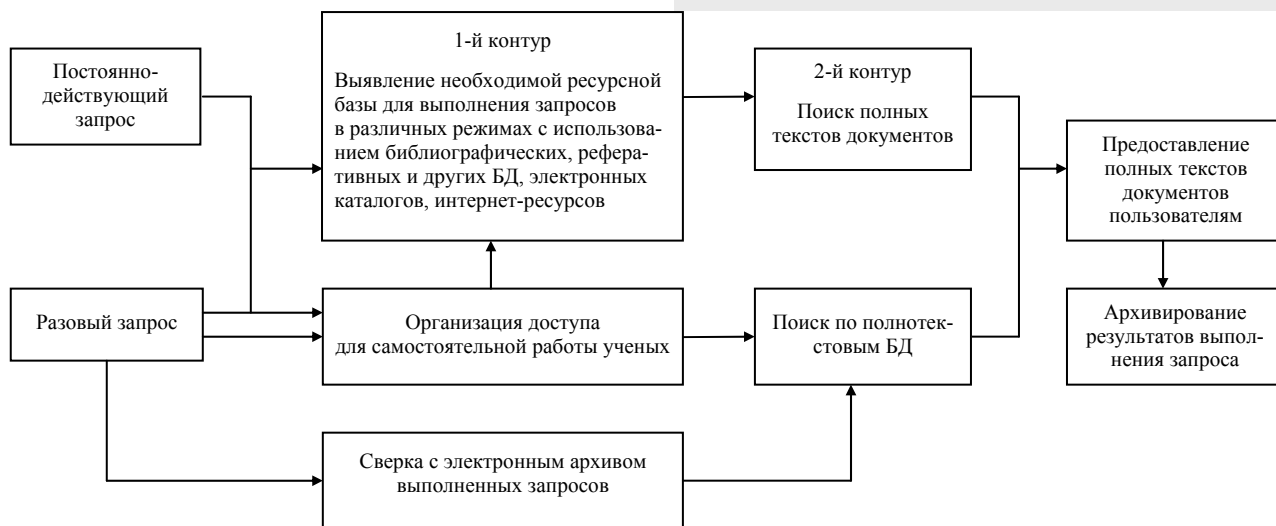 Постоянно-
действующий
запрос
1-й контур
Выявление необходимой ресурсной
базы для выполнения запросов
в различных режимах с использова-
нием библиографических, рефера-
тивных и других БД, электронных
каталогов, интернет-ресурсов
2-й контур
Поиск полных
текстов документов
Предоставление
полных текстов
документов
пользователям
Разовый запрос
Организация доступа
для самостоятельной работы ученых
Поиск по полнотек-
стовым БД
Архивирование
результатов выпол-
нения запроса
Сверка с электронным архивом
выполненных запросов